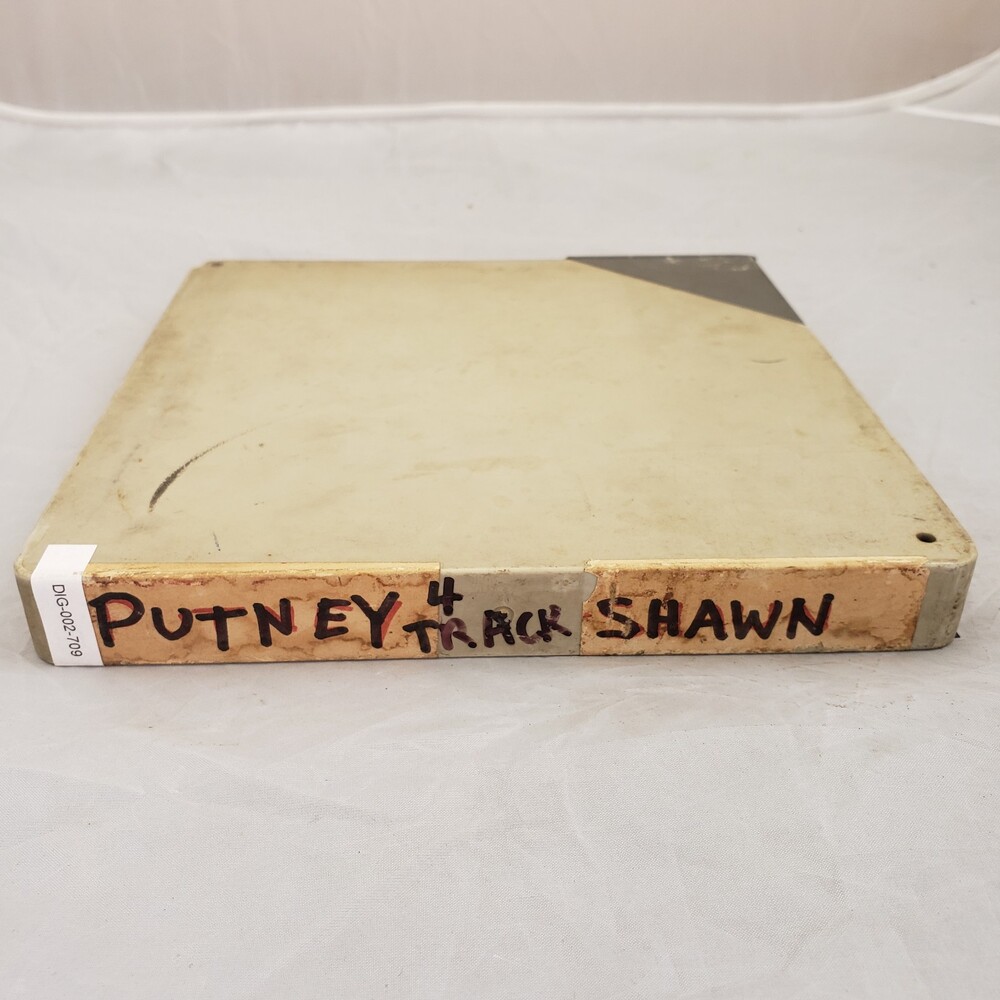 DIG-002-709
PUTNEY 4 TRACK SHAWN